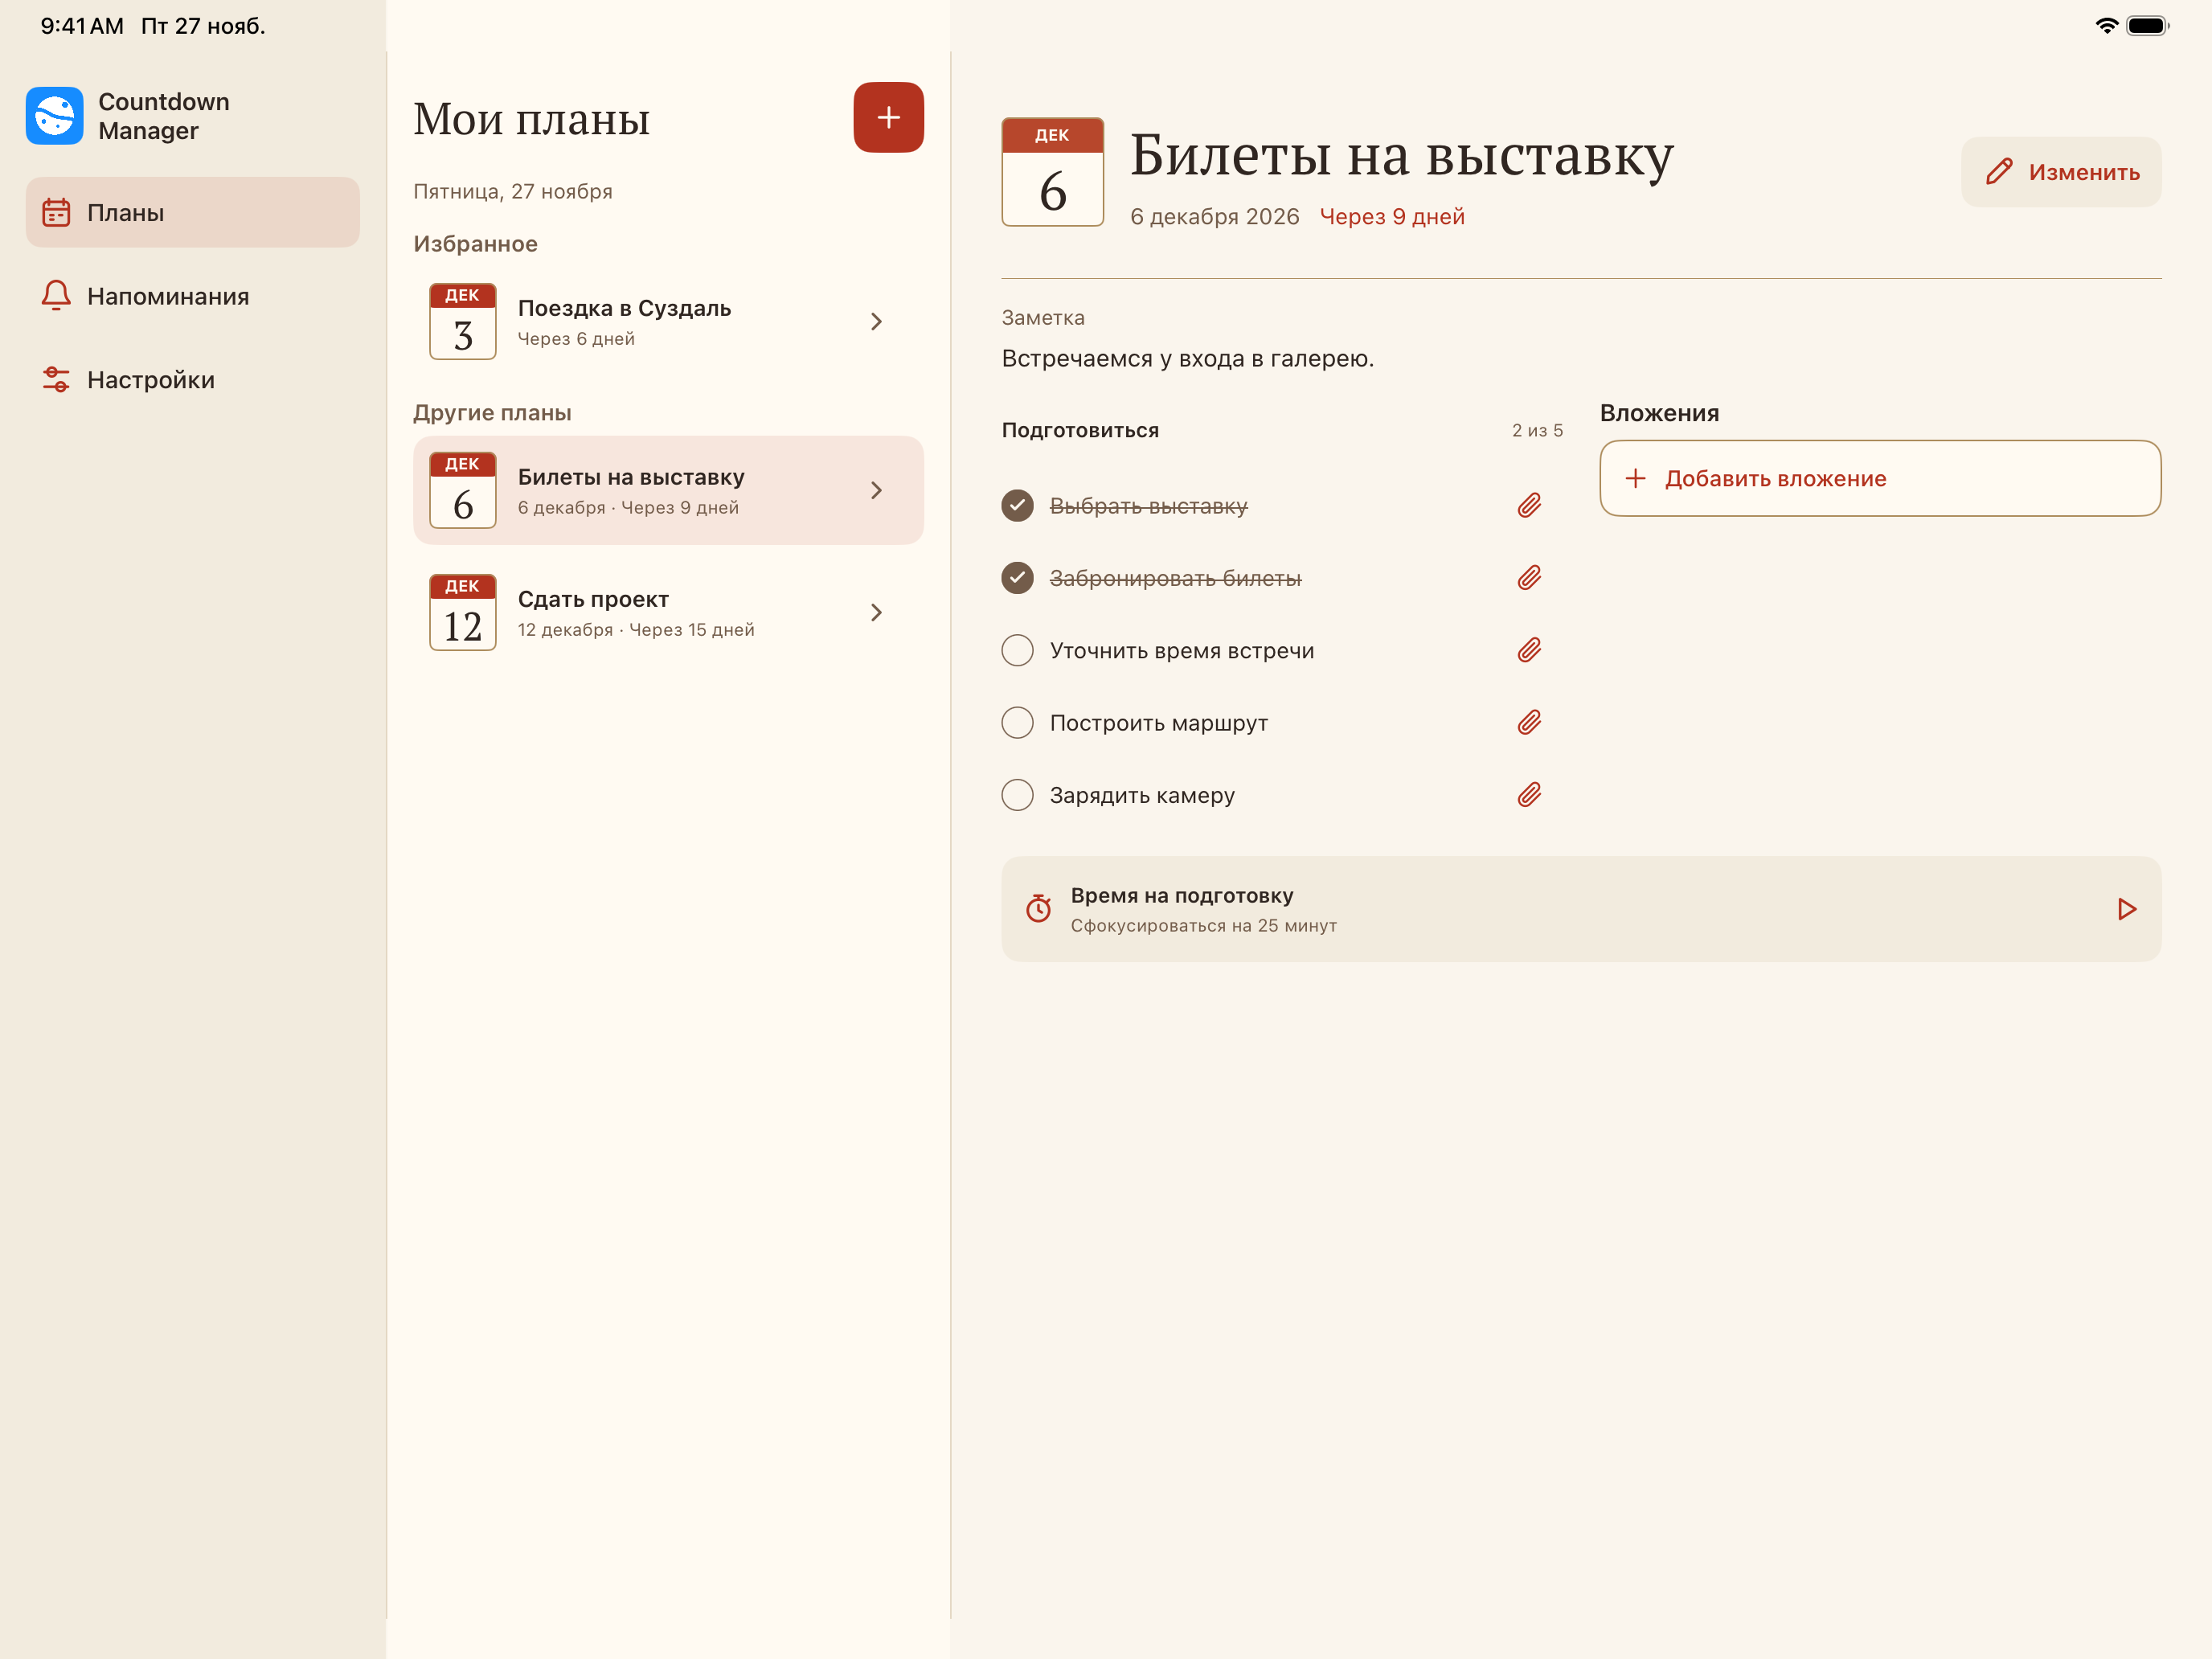 9:41 AM Пт 27 нояб.
Countdown
Manager
Планы
Напоминания
Настройки
Мои планы
Пятница, 27 ноября
Избранное
ДЕК
3
Поездка в Суздаль
Через 6 дней
Другие планы
ДЕК
6
Билеты на выставку
6 декабря · Через 9 дней
ДЕК
12
Сдать проект
12 декабря · Через 15 дней
ДЕК
6
Билеты на выставку
6 декабря 2026 Через 9 дней
Изменить
Заметка
Встречаемся у входа в галерею.
Подготовиться
2 из 5
Выбрать выставку
Забронировать билеты
Уточнить время встречи
Построить маршрут
Зарядить камеру
Вложения
Добавить вложение
Время на подготовку
Сфокусироваться на 25 минут